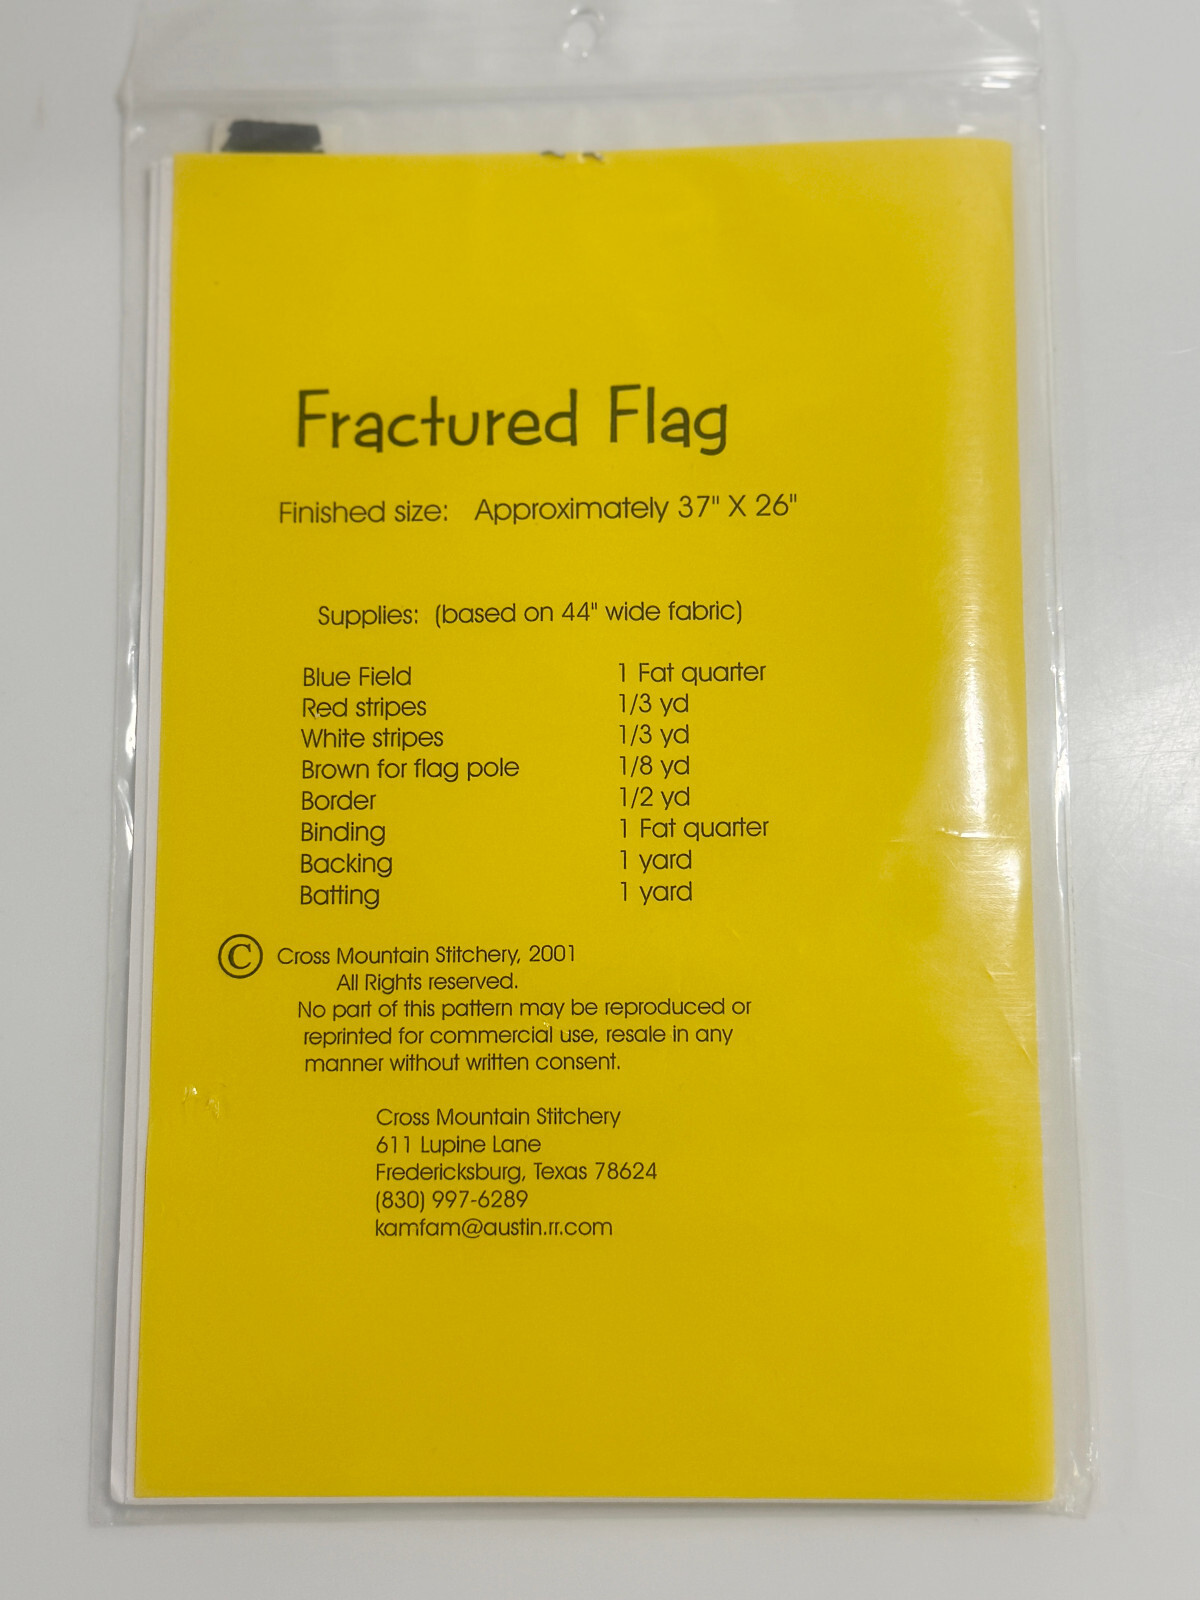 Fractured Flag
Finished size: Approximately 37" X 26"
Supplies: (based on 44" wide fabric)
Blue Field 1 Fat quarter
Red stripes 1/3 yd
White stripes 1/3 yd
Brown for flag pole 1/8 yd
Border 1/2 yd
Binding 1 Fat quarter
Backing 1 yard
Batting 1 yard
© Cross Mountain Stitchery, 2001
All Rights reserved.
No part of this pattern may be reproduced or
reprinted for commercial use, resale in any
manner without written consent.
Cross Mountain Stitchery
611 Lupine Lane
Fredericksburg, Texas 78624
(830) 997-6289
kamfam@austin.rr.com